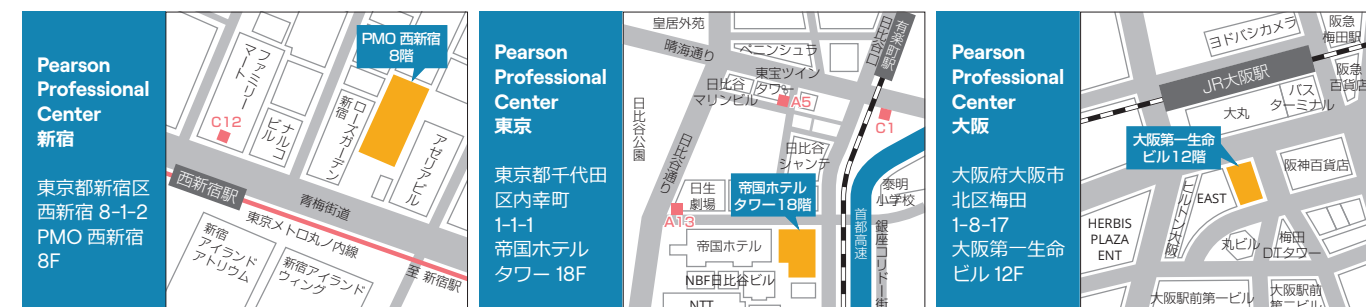 Pearson
Professional
Center
新宿
東京都新宿区
西新宿 8-1-2
PMO 西新宿
8F
PMO 西新宿
8階
ファミリー
マート
C12
ナルコ
ビル
新宿
ローズガーデン
アゼリアビル
西新宿駅
青梅街道
東京メトロ丸ノ内線
新宿
アイランド
アトリウム
新宿アイランド
ウィング
至 新宿駅
Pearson
Professional
Center
東京
東京都千代田
区内幸町
1-1-1
帝国ホテル
タワー 18F
皇居外苑
晴海通り
ペニンシュラ
日比谷口
有楽町駅
東宝ツイン
タワー
日比谷
マリンビル
A5
C1
日比谷公園
日比谷通り
日比谷
シャンテ
日生
劇場
帝国ホテル
タワー18階
泰明
小学校
A13
首都高速
銀座コリドー街
帝国ホテル
NBF日比谷ビル
NTT
Pearson
Professional
Center
大阪
大阪府大阪市
北区梅田
1-8-17
大阪第一生命
ビル 12F
ヨドバシカメラ
阪急
梅田駅
JR大阪駅
阪急
百貨店
バス
ターミナル
大丸
大阪第一生命
ビル12階
阪神百貨店
EAST
ヒルトン大阪
HERBIS
PLAZA
ENT
丸ビル
梅田
DTタワー
大阪駅前第一ビル
大阪駅前
第二ビル